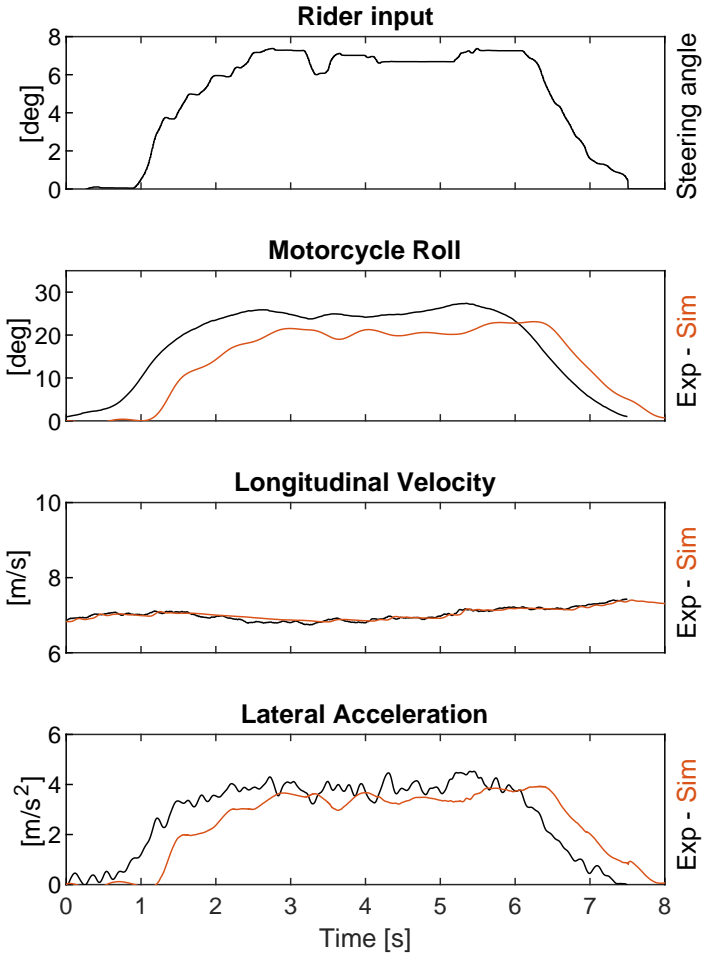 Rider input
8
6
4
2
0
[deg]
Steering angle
Motorcycle Roll
30
20
10
0
[deg]
Exp - Sim
Longitudinal Velocity
10
8
6
[m/s]
Exp - Sim
Lateral Acceleration
6
4
2
0
[m/s²]
Exp - Sim
0 1 2 3 4 5 6 7 8
Time [s]